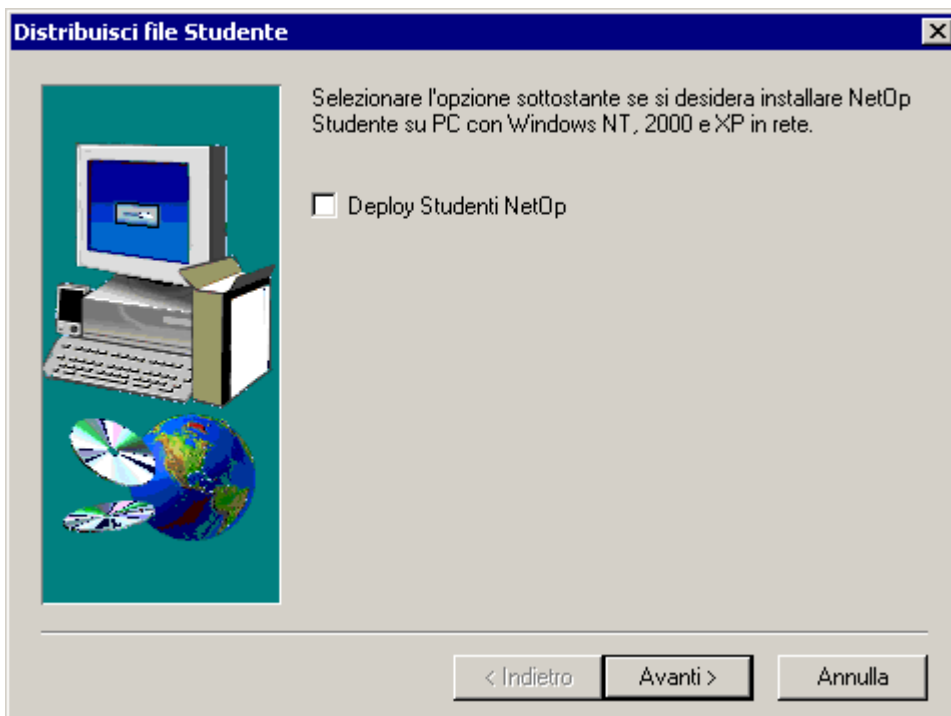 Distribuisci file Studente
Selezionare l'opzione sottostante se si desidera installare NetOp
Studente su PC con Windows NT, 2000 e XP in rete.
Deploy Studenti NetOp
< Indietro
Avanti >
Annulla